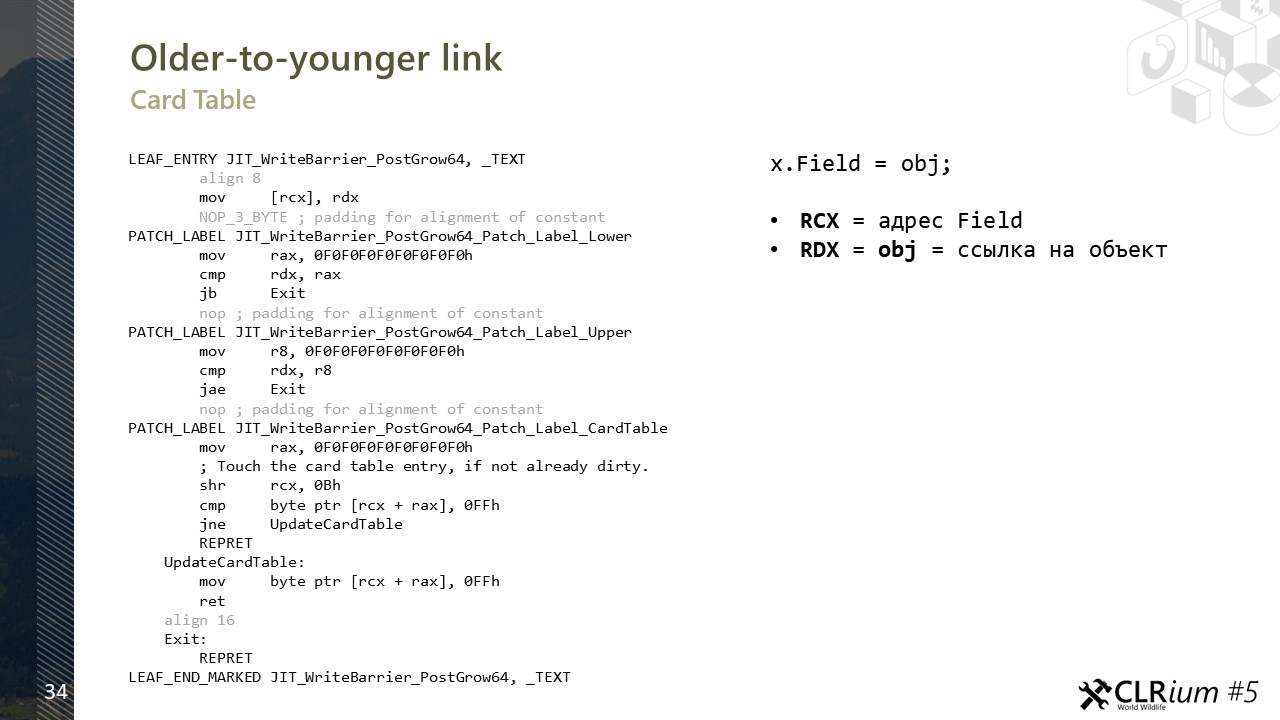 Older-to-younger link
Card Table
LEAF_ENTRY JIT_WriteBarrier_PostGrow64, _TEXT
        align 8
        mov     [rcx], rdx
        NOP_3_BYTE ; padding for alignment of constant
PATCH_LABEL JIT_WriteBarrier_PostGrow64_Patch_Label_Lower
        mov     rax, 0F0F0F0F0F0F0F0F0h
        cmp     rdx, rax
        jb      Exit
        nop ; padding for alignment of constant
PATCH_LABEL JIT_WriteBarrier_PostGrow64_Patch_Label_Upper
        mov     r8, 0F0F0F0F0F0F0F0F0h
        cmp     rdx, r8
        jae     Exit
        nop ; padding for alignment of constant
PATCH_LABEL JIT_WriteBarrier_PostGrow64_Patch_Label_CardTable
        mov     rax, 0F0F0F0F0F0F0F0F0h
        ; Touch the card table entry, if not already dirty.
        shr     rcx, 0Bh
        cmp     byte ptr [rcx + rax], 0FFh
        jne     UpdateCardTable
        REPRET
    UpdateCardTable:
        mov     byte ptr [rcx + rax], 0FFh
        ret
    align 16
    Exit:
        REPRET
LEAF_END_MARKED JIT_WriteBarrier_PostGrow64, _TEXT
x.Field = obj;
• RCX = адрес Field
• RDX = obj = ссылка на объект
34
CLRium #5
World Wildlife